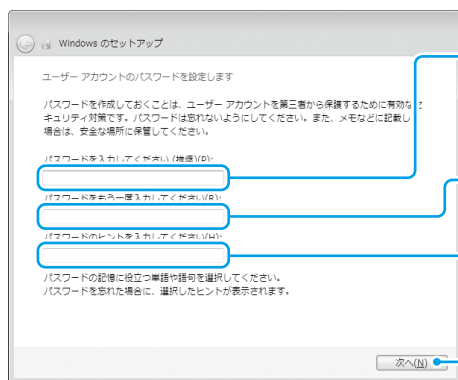 Windows のセットアップ
ユーザー アカウントのパスワードを設定します
パスワードを作成しておくことは、ユーザー アカウントを第三者から保護するために有効なセ
キュリティ対策です。パスワードは忘れないようにしてください。また、メモなどに記載し
場合は、安全な場所に保管してください。
パスワードを入力してください (推奨)(P):
パスワードをもう一度入力してください(R):
パスワードのヒントを入力してください(H):
パスワードの記憶に役立つ単語や語句を選択してください。
パスワードを忘れた場合に、選択したヒントが表示されます。
次へ(N)